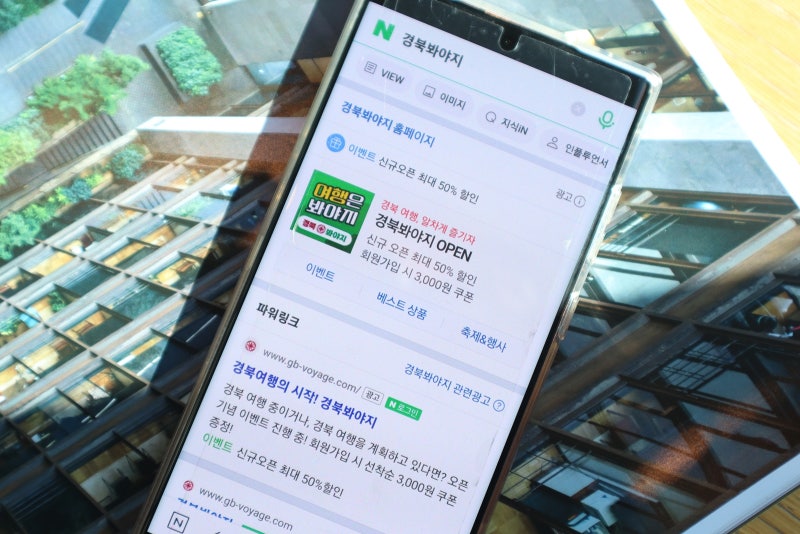 N 경북봐야지
VIEW 이미지 지식iN 인플루언서
경북봐야지 홈페이지
이벤트 신규오픈 최대 50% 할인
광고
여행은
봐야지
경북 봐야지
경북 여행, 알차게 즐기자
경북봐야지 OPEN
신규 오픈 최대 50% 할인
회원가입 시 3,000원 쿠폰
이벤트 베스트 상품 축제&행사
파워링크
경북봐야지 관련광고
www.gb-voyage.com/ 광고 N 로그인
경북여행의 시작! 경북봐야지
경북 여행 중이거나, 경북 여행을 계획하고 있다면? 오픈
기념 이벤트 진행 중! 회원가입 시 선착순 3,000원 쿠폰
증정!
이벤트 신규오픈 최대 50%할인
www.gb-voyage.com
N